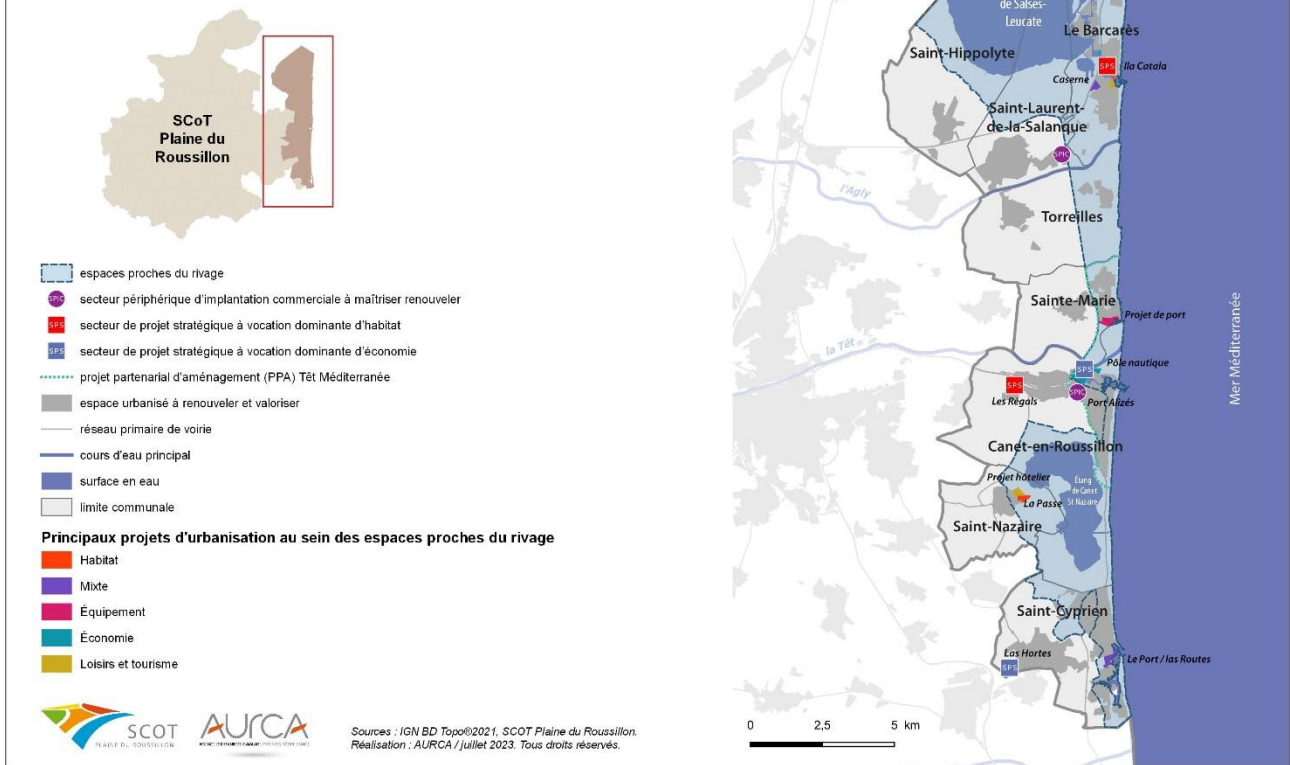 SCoT
Plaine du
Roussillon
espaces proches du rivage
SPIC
secteur périphérique d'implantation commerciale à maîtriser renouveler
SPS
secteur de projet stratégique à vocation dominante d'habitat
SPS
secteur de projet stratégique à vocation dominante d'économie
projet partenarial d'aménagement (PPA) Têt Méditerranée
espace urbanisé à renouveler et valoriser
réseau primaire de voirie
cours d'eau principal
surface en eau
limite communale
Principaux projets d'urbanisation au sein des espaces proches du rivage
Habitat
Mixte
Équipement
Économie
Loisirs et tourisme
SCOT
PLAINE DU ROUSSILLON
AURCA
Sources : IGN BD Topo®2021, SCOT Plaine du Roussillon.
Réalisation : AURCA / juillet 2023. Tous droits réservés.
de Salses-
Leucate
Le Barcarès
Saint-Hippolyte
SPS
Ila Catala
Caserne
Saint-Laurent-
de-la-Salanque
SPIC
l'Agly
Torreilles
Sainte-Marie
Projet de port
la Têt
Pôle nautique
SPS
SPS
Les Régals
SPIC
Port Alizés
Mer Méditerranée
Canet-en-Roussillon
Projet hôtelier
La Passe
Étang
de Canet
St Nazaire
Saint-Nazaire
Saint-Cyprien
Las Hortes
SPS
Le Port / las Routes
0 2,5 5 km